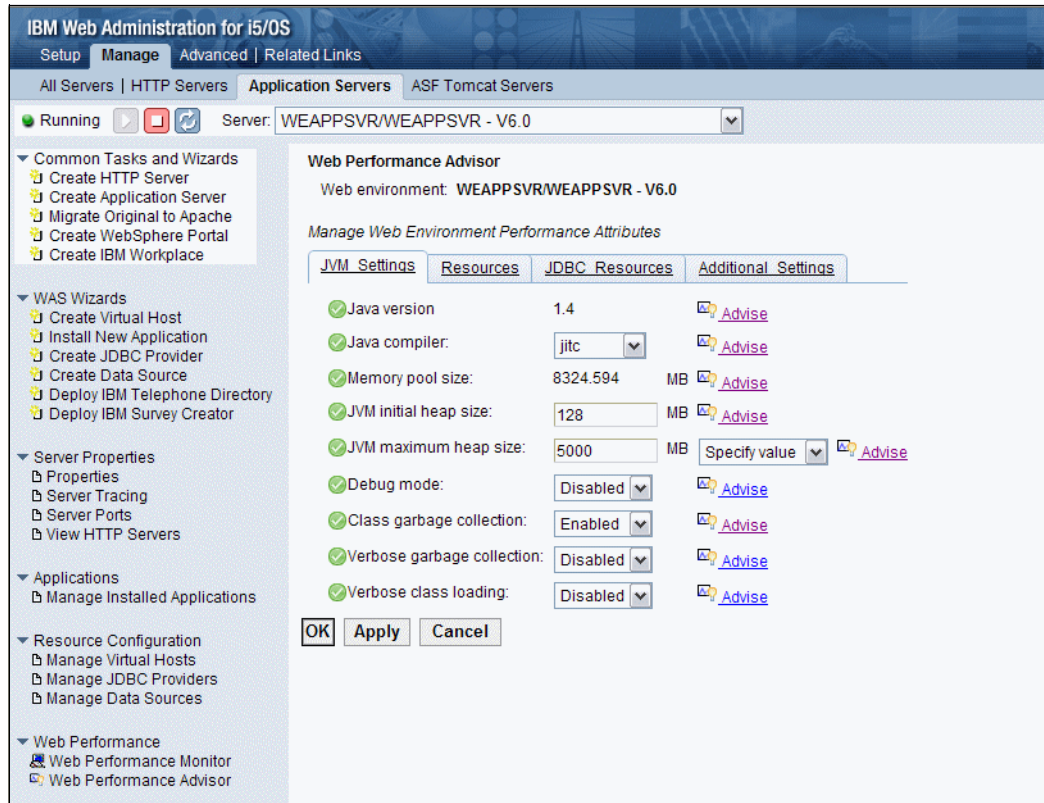 IBM Web Administration for i5/OS
Setup Manage Advanced | Related Links
All Servers | HTTP Servers Application Servers ASF Tomcat Servers
Running Server: WEAPPSVR/WEAPPSVR - V6.0
Common Tasks and Wizards
Create HTTP Server
Create Application Server
Migrate Original to Apache
Create WebSphere Portal
Create IBM Workplace
WAS Wizards
Create Virtual Host
Install New Application
Create JDBC Provider
Create Data Source
Deploy IBM Telephone Directory
Deploy IBM Survey Creator
Server Properties
Properties
Server Tracing
Server Ports
View HTTP Servers
Applications
Manage Installed Applications
Resource Configuration
Manage Virtual Hosts
Manage JDBC Providers
Manage Data Sources
Web Performance
Web Performance Monitor
Web Performance Advisor
Web Performance Advisor
Web environment: WEAPPSVR/WEAPPSVR - V6.0
Manage Web Environment Performance Attributes
JVM Settings Resources JDBC Resources Additional Settings
Java version 1.4 Advise
Java compiler: jitc Advise
Memory pool size: 8324.594 MB Advise
JVM initial heap size: 128 MB Advise
JVM maximum heap size: 5000 MB Specify value Advise
Debug mode: Disabled Advise
Class garbage collection: Enabled Advise
Verbose garbage collection: Disabled Advise
Verbose class loading: Disabled Advise
OK Apply Cancel